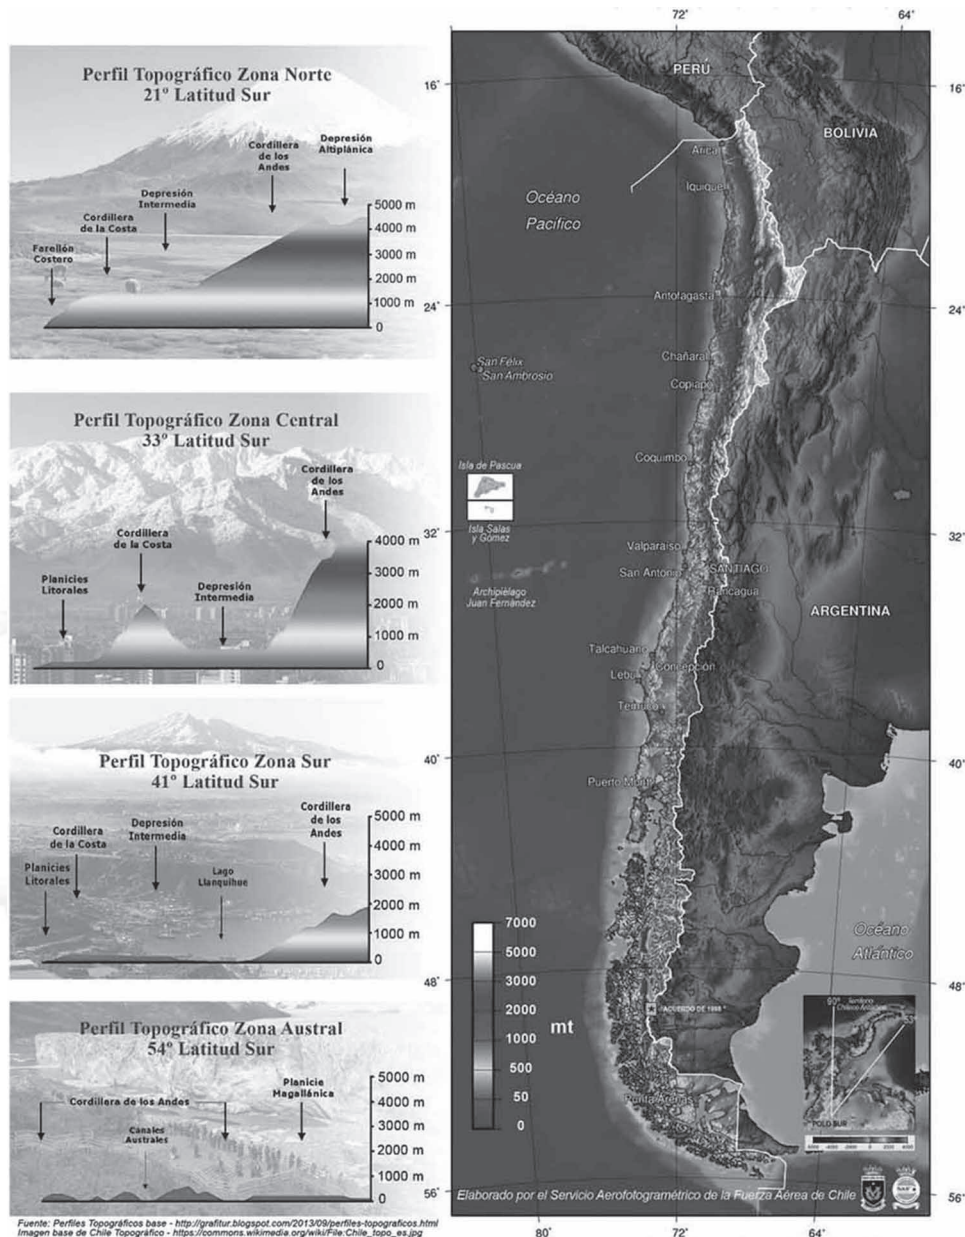 Perfil Topográfico Zona Norte
21º Latitud Sur
Farellón
Costero
Cordillera
de la Costa
Depresión
Intermedia
Cordillera
de los
Andes
Depresión
Altiplánica
5000 m
4000 m
3000 m
2000 m
1000 m
0
Perfil Topográfico Zona Central
33º Latitud Sur
Planicies
Litorales
Cordillera
de la Costa
Depresión
Intermedia
Cordillera
de los
Andes
4000 m
3000 m
2000 m
1000 m
0
Perfil Topográfico Zona Sur
41º Latitud Sur
Planicies
Litorales
Cordillera
de la Costa
Depresión
Intermedia
Lago
Llanquihue
Cordillera
de los
Andes
5000 m
4000 m
3000 m
2000 m
1000 m
0
Perfil Topográfico Zona Austral
54º Latitud Sur
Cordillera de los Andes
Canales
Australes
Planicie
Magallánica
5000 m
4000 m
3000 m
2000 m
1000 m
0
Fuente: Perfiles Topográficos base - http://grafitur.blogspot.com/2013/09/perfiles-topograficos.html
Imagen base de Chile Topográfico - https://commons.wikimedia.org/wiki/File:Chile_topo_es.jpg
72°
64°
16°
16°
24°
24°
32°
32°
40°
40°
48°
48°
56°
56°
80°
72°
64°
PERÚ
BOLIVIA
Océano
Pacífico
Arica
Iquique
Antofagasta
Chañaral
Copiapó
San Félix
San Ambrosio
Coquimbo
Isla de Pascua
Isla Salas
y Gómez
Valparaíso
San Antonio
SANTIAGO
Rancagua
Archipiélago
Juan Fernández
ARGENTINA
Talcahuano
Concepción
Lebu
Temuco
Puerto Montt
Océano
Atlántico
7000
5000
3000
2000
1000
500
50
0
mt
ACUERDO DE 1998
Punta Arenas
90°
53°
Territorio
Chileno Antártico
POLO SUR
Elaborado por el Servicio Aerofotogramétrico de la Fuerza Aérea de Chile